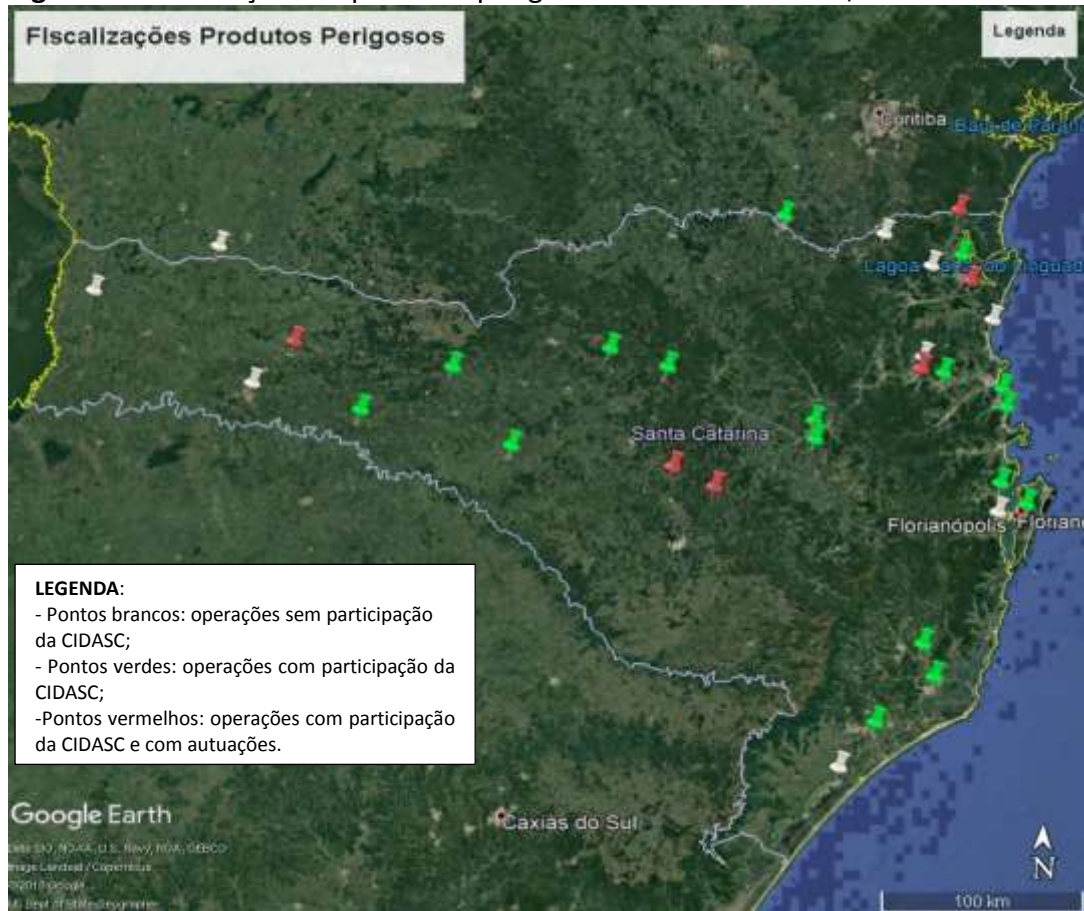 FIscalizações Produtos Perigosos
Legenda
Curitiba
Santa Catarina
Florianópolis
LEGENDA:
- Pontos brancos: operações sem participação
da CIDASC;
- Pontos verdes: operações com participação da
CIDASC;
-Pontos vermelhos: operações com participação
da CIDASC e com autuações.
Google Earth
Caxias do Sul
N
100 km